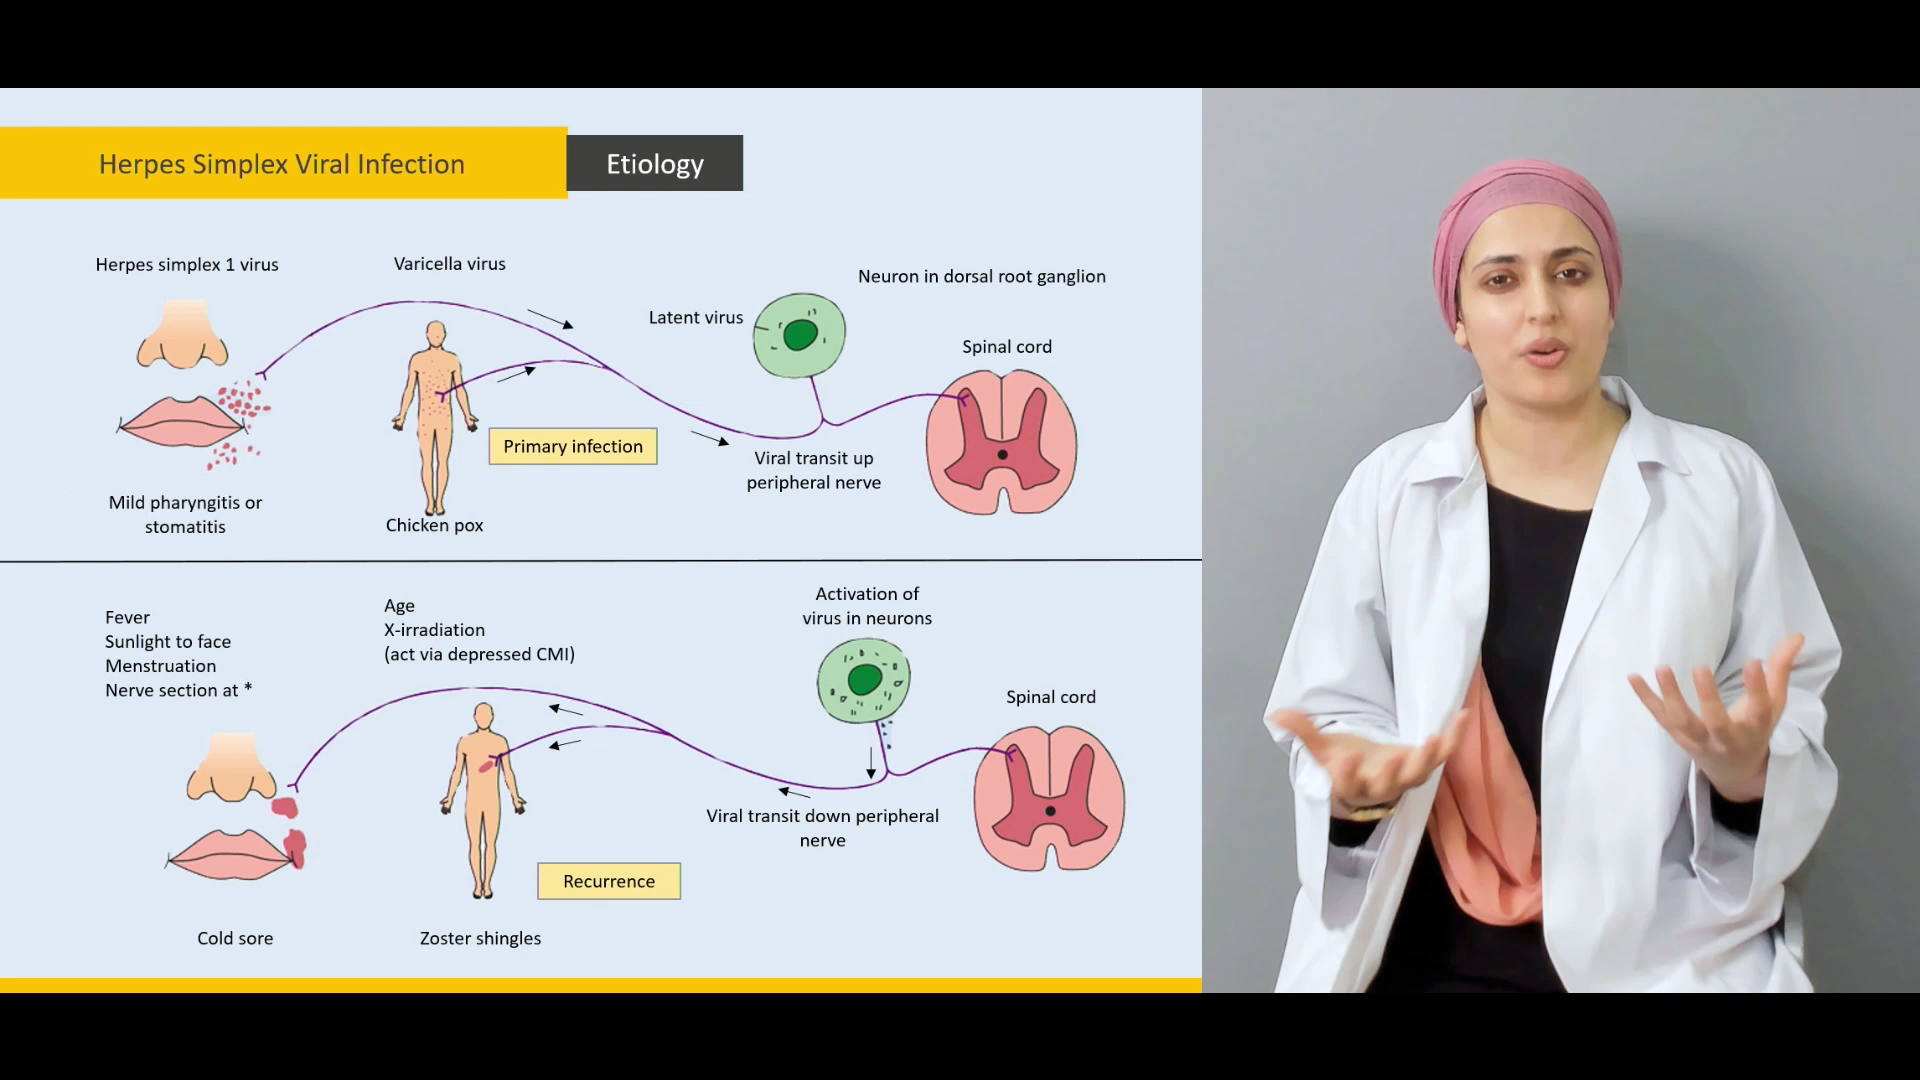 Herpes Simplex Viral Infection
Etiology
Herpes simplex 1 virus
Varicella virus
Neuron in dorsal root ganglion
Latent virus
Spinal cord
Primary infection
Viral transit up
peripheral nerve
Mild pharyngitis or
stomatitis
Chicken pox
Fever
Sunlight to face
Menstruation
Nerve section at *
Age
X-irradiation
(act via depressed CMI)
Activation of
virus in neurons
Spinal cord
Viral transit down peripheral
nerve
Recurrence
Cold sore
Zoster shingles